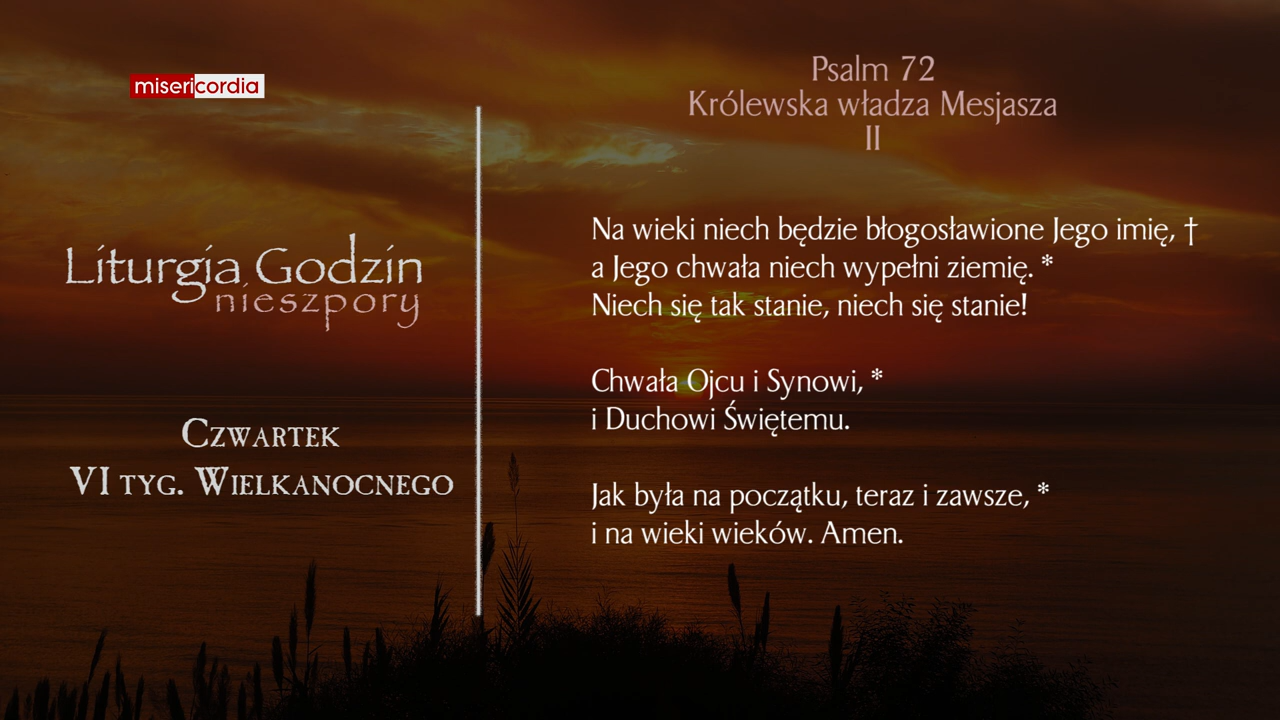 misericordia
Liturgia Godzin
nieszpory
Czwartek
VI tyg. Wielkanocnego
Psalm 72
Królewska władza Mesjasza
II
Na wieki niech będzie błogosławione Jego imię, †
a Jego chwała niech wypełni ziemię. *
Niech się tak stanie, niech się stanie!
Chwała Ojcu i Synowi, *
i Duchowi Świętemu.
Jak była na początku, teraz i zawsze, *
i na wieki wieków. Amen.